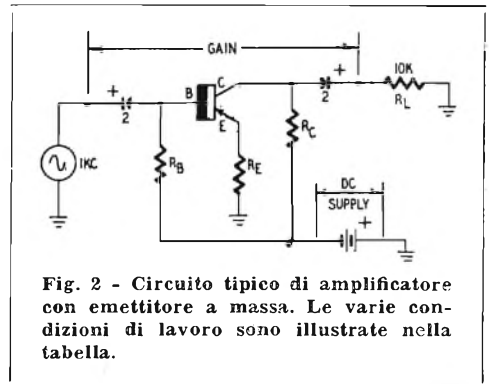 GAIN
+ + 10K
B C
2 2 RL
E
1KC RB RE RC
DC
SUPPLY
+
Fig. 2 - Circuito tipico di amplificatore
con emettitore a massa. Le varie con-
dizioni di lavoro sono illustrate nella
tabella.